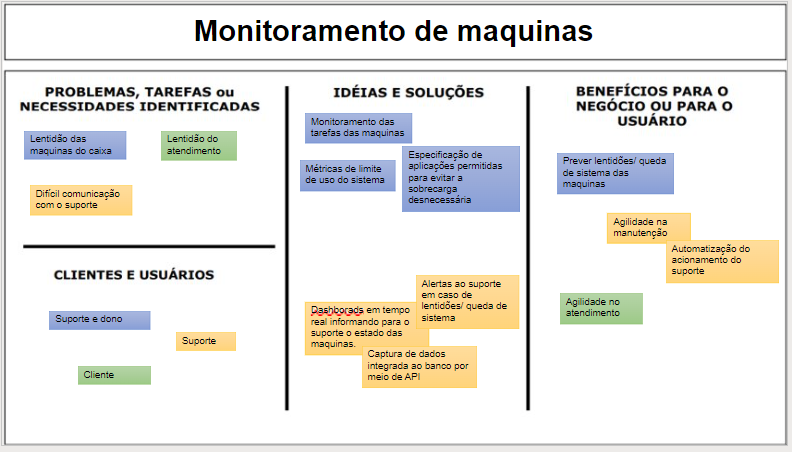 Monitoramento de maquinas
PROBLEMAS, TAREFAS ou
NECESSIDADES IDENTIFICADAS
Lentidão das
maquinas do caixa
Lentidão do
atendimento
Difícil comunicação
com o suporte
CLIENTES E USUÁRIOS
Suporte e dono
Suporte
Cliente
IDÉIAS E SOLUÇÕES
Monitoramento das
tarefas das maquinas
Métricas de limite
de uso do sistema
Especificação de
aplicações permitidas
para evitar a
sobrecarga
desnecessária
Alertas ao suporte
em caso de
lentidões/ queda de
sistema
Dashborads em tempo
real informando para o
suporte o estado das
maquinas.
Captura de dados
integrada ao banco por
meio de API
BENEFÍCIOS PARA O
NEGÓCIO OU PARA O
USUÁRIO
Prever lentidões/ queda
de sistema das
maquinas
Agilidade na
manutenção
Automatização do
acionamento do
suporte
Agilidade no
atendimento